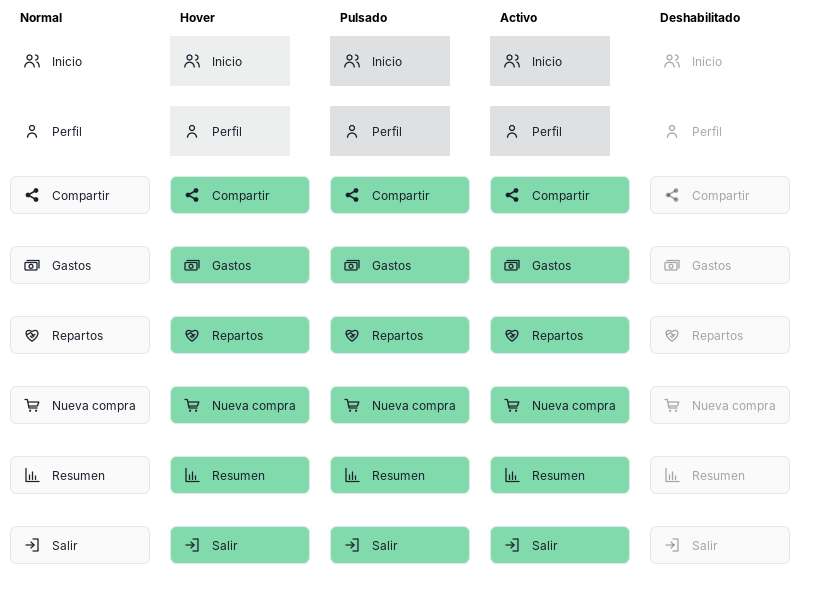 Normal Hover Pulsado Activo Deshabilitado
Inicio Inicio Inicio Inicio Inicio
Perfil Perfil Perfil Perfil Perfil
Compartir Compartir Compartir Compartir Compartir
Gastos Gastos Gastos Gastos Gastos
Repartos Repartos Repartos Repartos Repartos
Nueva compra Nueva compra Nueva compra Nueva compra Nueva compra
Resumen Resumen Resumen Resumen Resumen
Salir Salir Salir Salir Salir